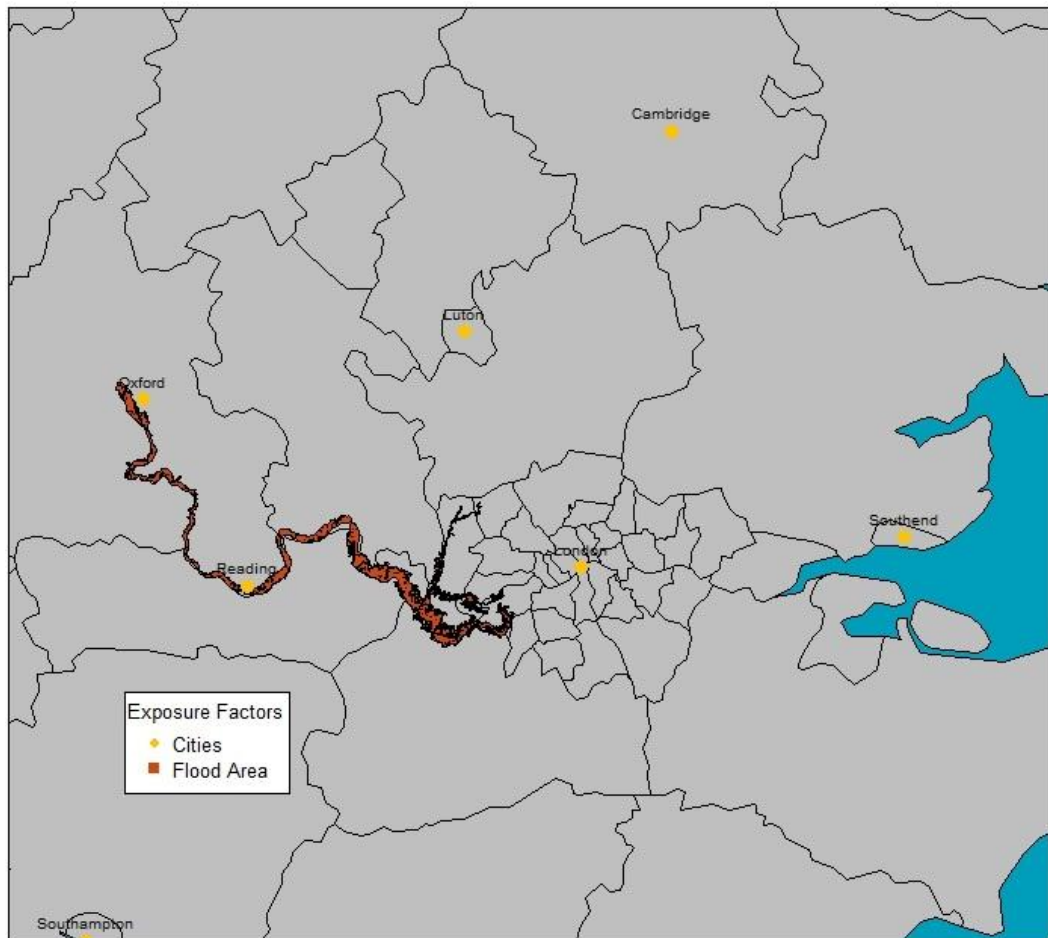 Cambridge
Luton
Oxford
Southend
London
Reading
Exposure Factors
Cities
Flood Area
Southampton